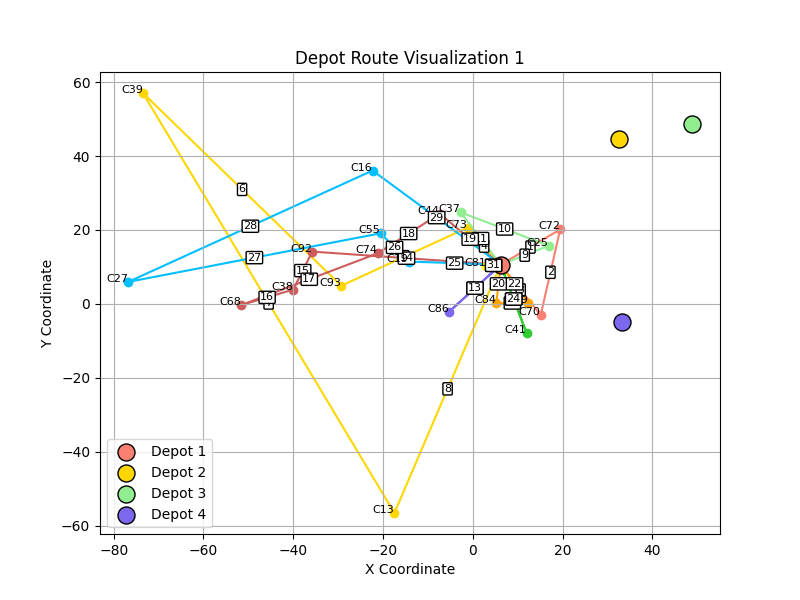 Depot Route Visualization 1
Y Coordinate
60
40
20
0
−20
−40
−60
C39
6
C16
28
C27
27
C55
18
29
C37
C73
19
10
C72
C25
9
2
C92
C74
26
25
C81
31
15
17
C38
C93
C68
16
13
20
22
24
C86
C84
C70
C41
8
C13
Depot 1
Depot 2
Depot 3
Depot 4
−80
−60
−40
−20
0
20
40
X Coordinate